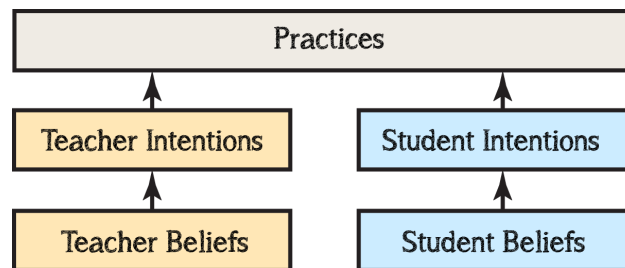 Practices
Teacher Intentions
Student Intentions
Teacher Beliefs
Student Beliefs